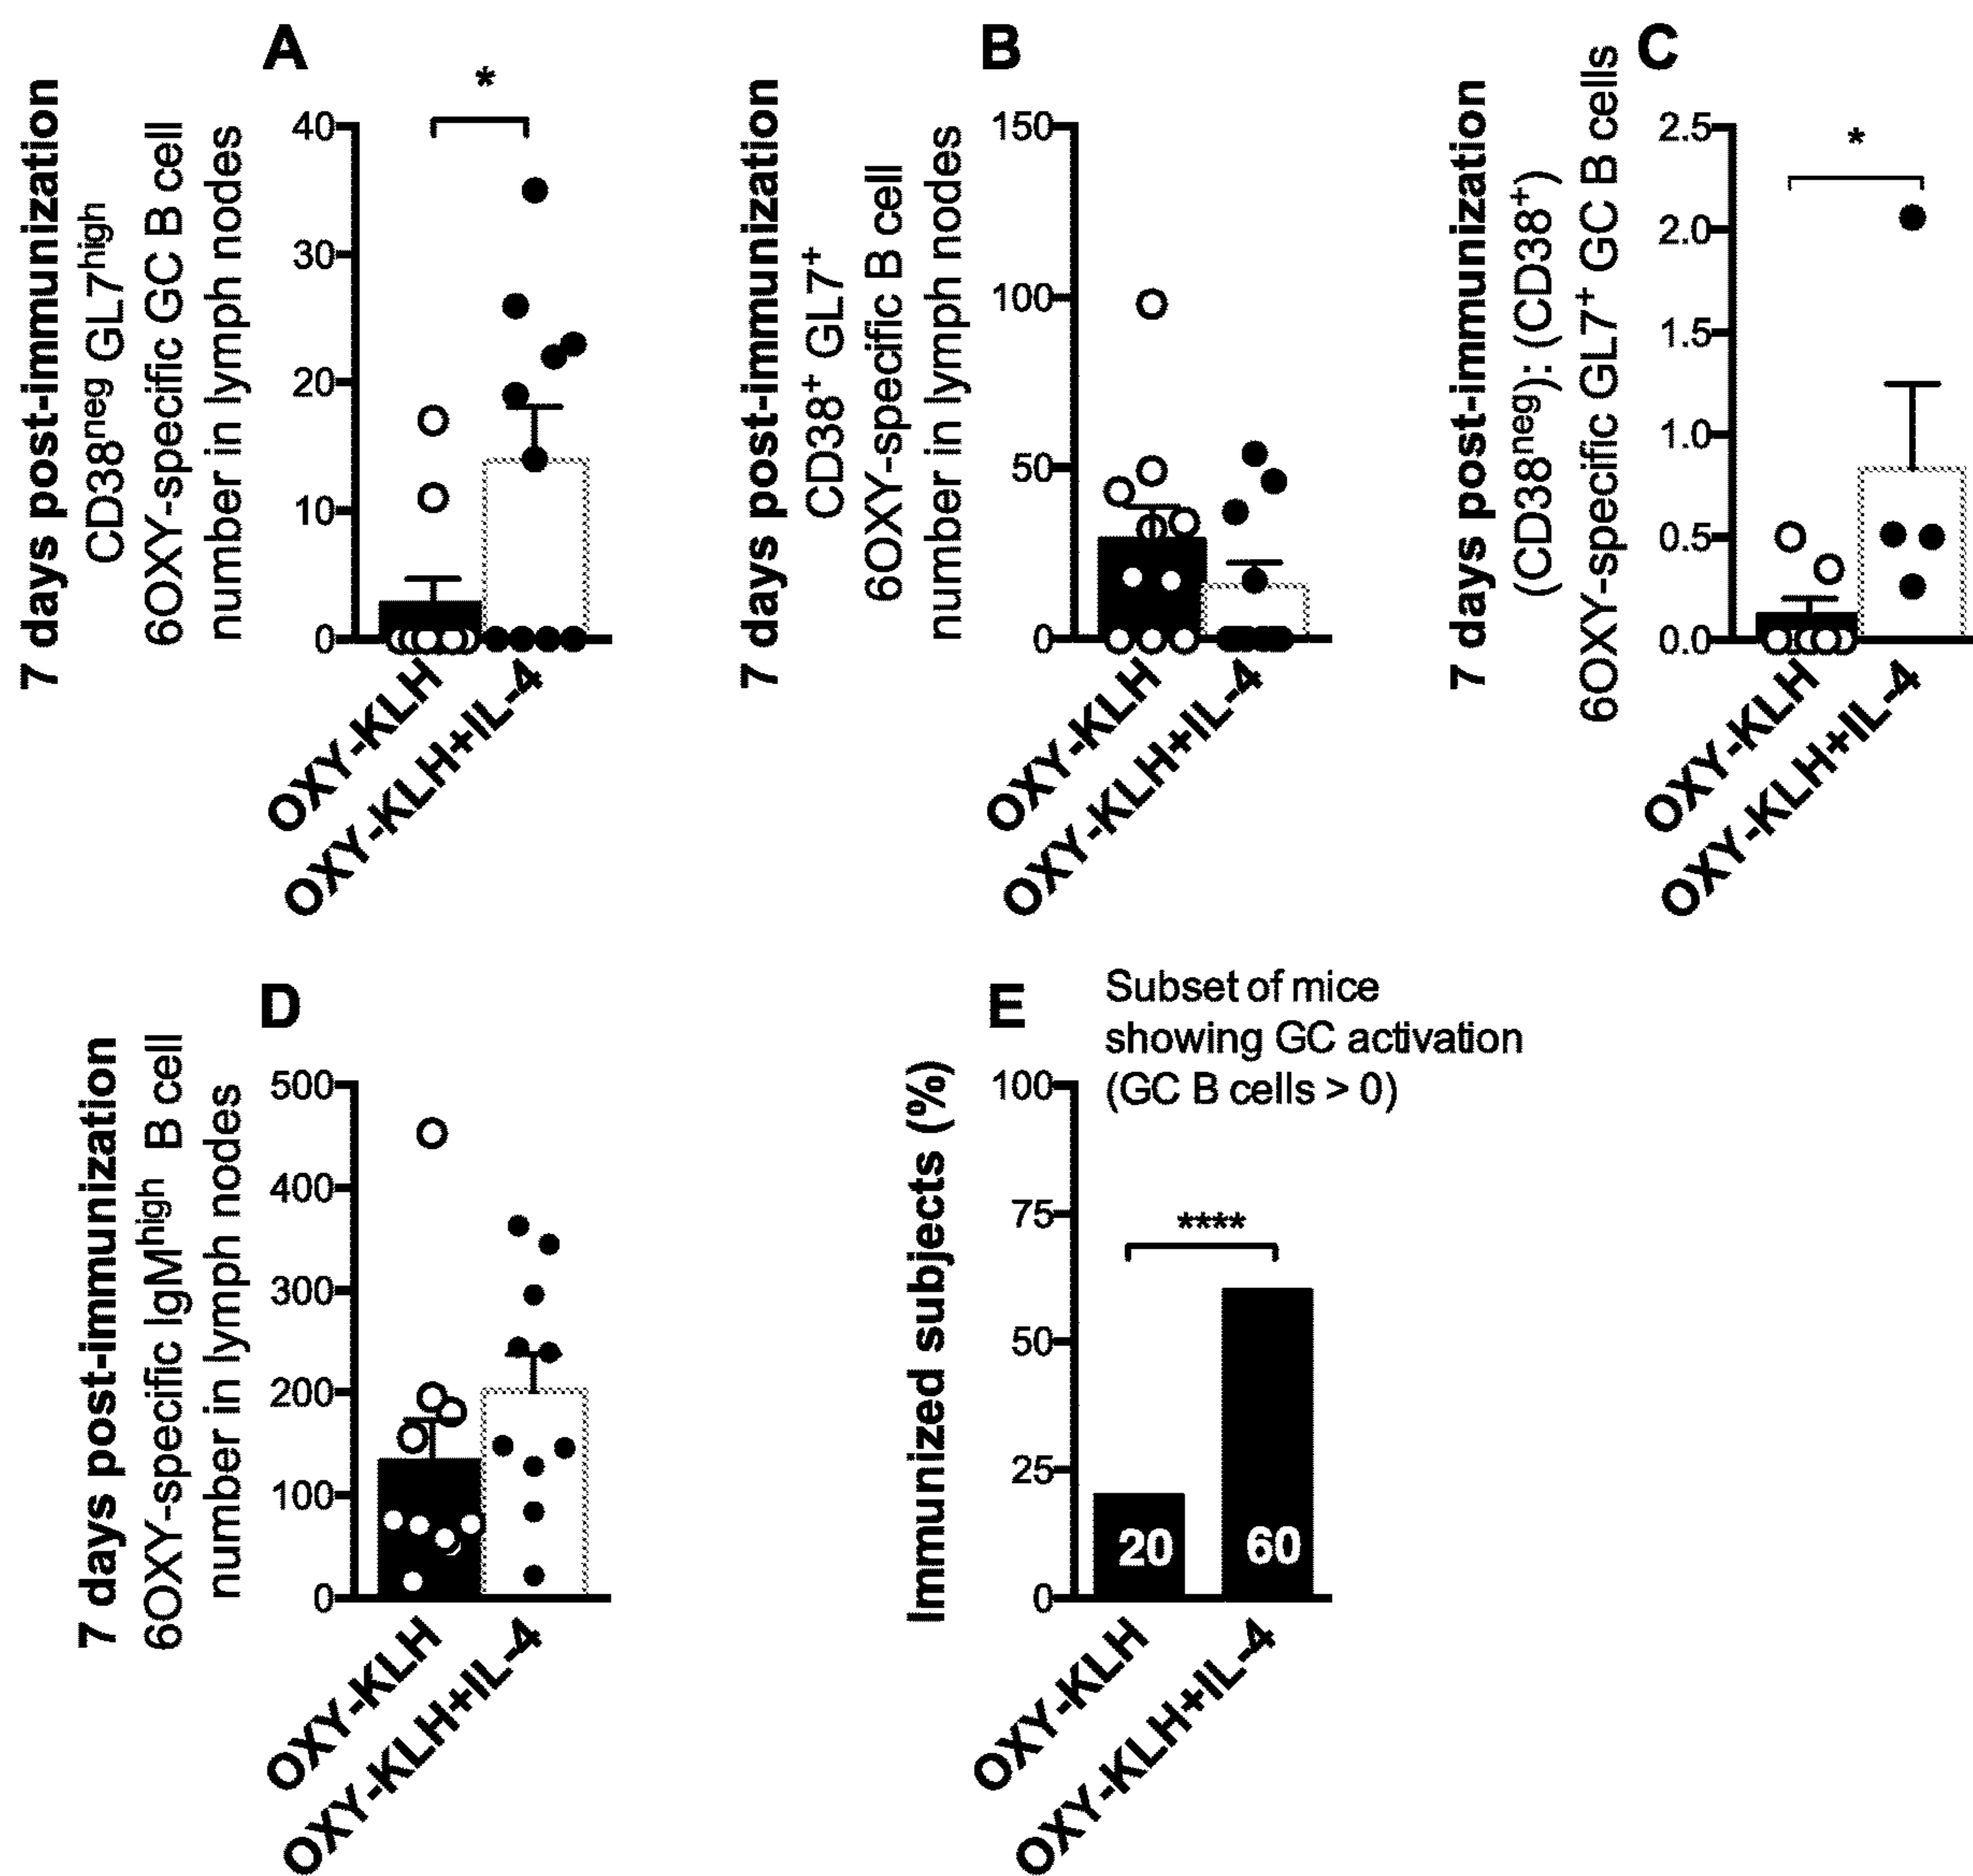 A
7 days post-immunization
CD38neg GL7high
6OXY-specific GC B cell
number in lymph nodes
*
40
30
20
10
0
OXY-KLH
OXY-KLH+IL-4
B
7 days post-immunization
CD38+ GL7+
6OXY-specific B cell
number in lymph nodes
150
100
50
0
OXY-KLH
OXY-KLH+IL-4
C
7 days post-immunization
(CD38neg): (CD38+)
6OXY-specific GL7+ GC B cells
*
2.5
2.0
1.5
1.0
0.5
0.0
OXY-KLH
OXY-KLH+IL-4
D
7 days post-immunization
6OXY-specific IgMhigh B cell
number in lymph nodes
500
400
300
200
100
0
OXY-KLH
OXY-KLH+IL-4
E
Subset of mice
showing GC activation
(GC B cells > 0)
Immunized subjects (%)
100
75
50
25
0
****
20
60
OXY-KLH
OXY-KLH+IL-4